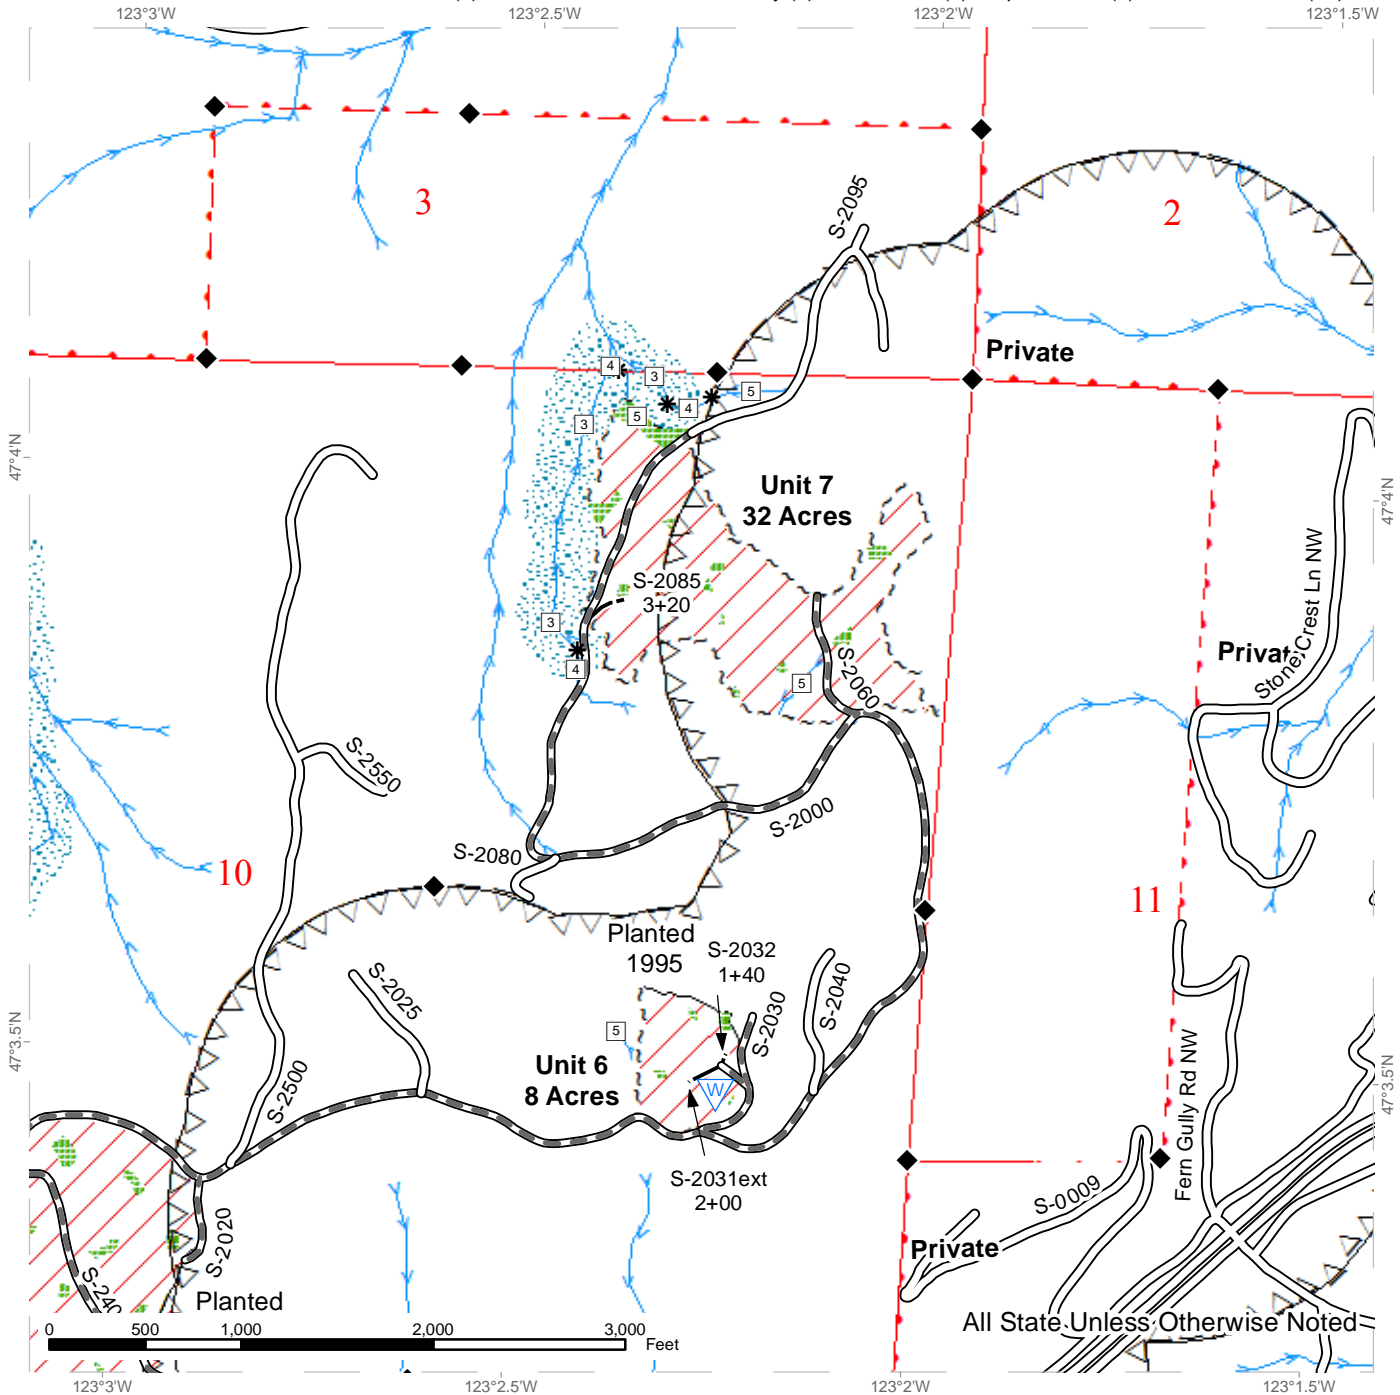 123°3'W
123°2.5'W
123°2'W
123°1.5'W
3
2
S-2095
Private
4
3
5
4
5
3
47°4'N
47°4'N
Unit 7
32 Acres
S-2085
3+20
3
4
5
S-2060
Stone Crest Ln NW
Private
S-2550
S-2000
S-2080
10
11
Planted
1995
S-2032
1+40
S-2025
S-2040
S-2030
5
47°3.5'N
47°3.5'N
Unit 6
8 Acres
W
S-2500
Fern Gully Rd NW
S-2031ext
2+00
S-0009
S-2020
Private
S-240
Planted
All State Unless Otherwise Noted
0
500
1,000
2,000
3,000
Feet
123°3'W
123°2.5'W
123°2'W
123°1.5'W